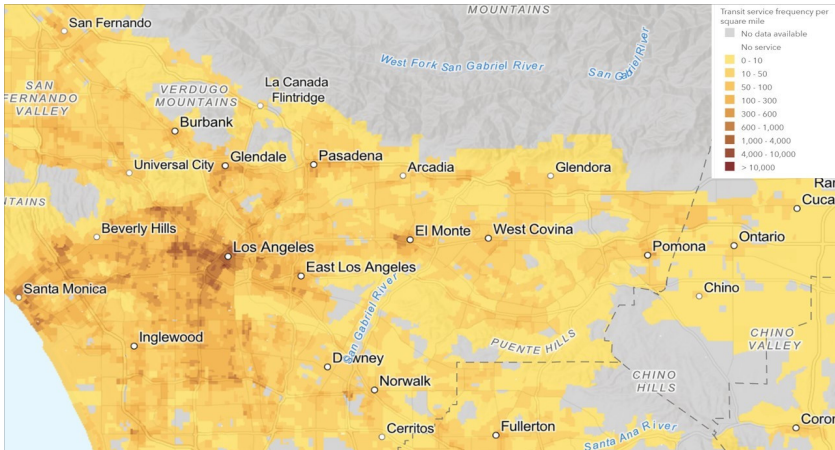 MOUNTAINS
Transit service frequency per
square mile
No data available
No service
0 - 10
10 - 50
50 - 100
100 - 300
300 - 600
600 - 1,000
1,000 - 4,000
4,000 - 10,000
> 10,000
San Fernando
West Fork San Gabriel River
San Gabriel River
SAN
FERNANDO
VALLEY
VERDUGO
MOUNTAINS
La Canada
Flintridge
Burbank
Universal City
Glendale
Pasadena
Arcadia
Glendora
NTAINS
Ran
Cuca
Beverly Hills
Los Angeles
El Monte
West Covina
Pomona
Ontario
East Los Angeles
Santa Monica
San Gabriel River
Chino
Inglewood
PUENTE HILLS
CHINO
VALLEY
Downey
Norwalk
CHINO
HILLS
Cerritos
Fullerton
Santa Ana River
Coror